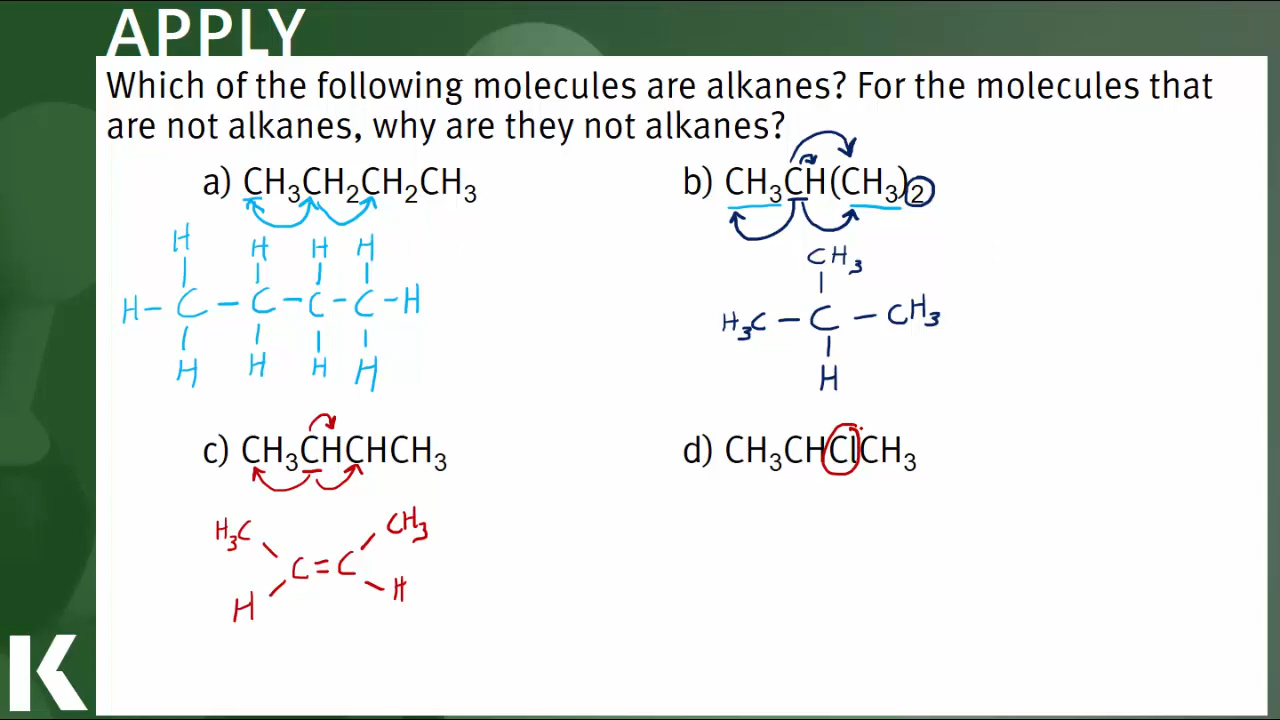 APPLY
Which of the following molecules are alkanes? For the molecules that
are not alkanes, why are they not alkanes?
a) CH₃CH₂CH₂CH₃
b) CH₃CH(CH₃)₂
H H H H
H - C - C - C - C - H
H H H H
CH₃
H₃C - C - CH₃
H
c) CH₃CHCHCH₃
d) CH₃CHClCH₃
H₃C CH₃
C = C
H H
K